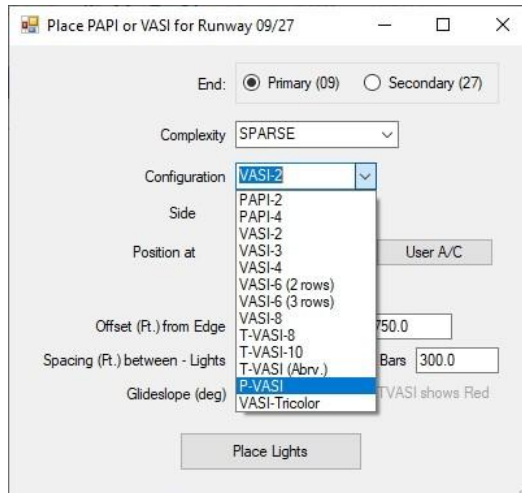 Place PAPI or VASI for Runway 09/27
End: Primary (09) Secondary (27)
Complexity SPARSE
Configuration VASI-2
PAPI-2
Side PAPI-4
VASI-2
VASI-3
Position at VASI-4 User A/C
VASI-6 (2 rows)
VASI-6 (3 rows)
VASI-8
Offset (Ft.) from Edge T-VASI-8 750.0
T-VASI-10
Spacing (Ft.) between - Lights T-VASI (Abrv.) Bars 300.0
P-VASI
Glideslope (deg) VASI-Tricolor TVASI shows Red
Place Lights